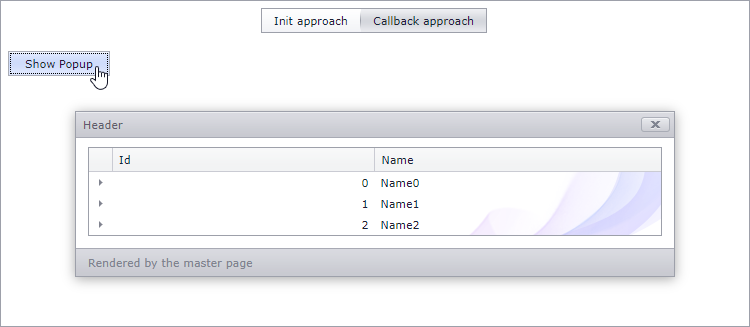 Init approach Callback approach
Show Popup
Header
Id Name
0 Name0
1 Name1
2 Name2
Rendered by the master page